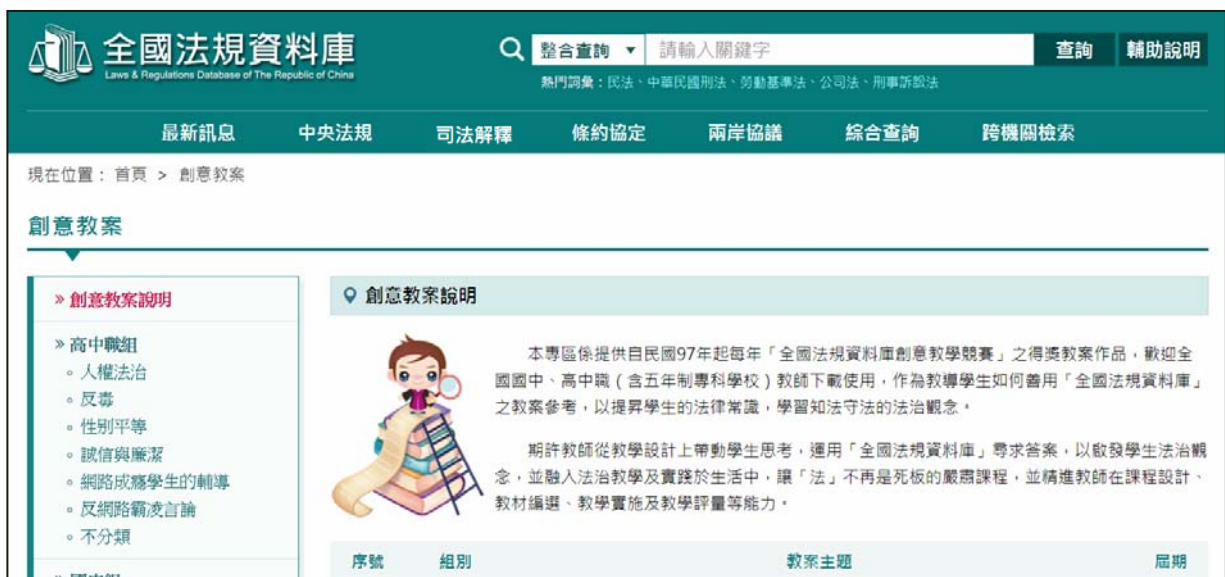 全國法規資料庫
Laws & Regulations Database of The Republic of China
整合查詢 ▼ 請輸入關鍵字 查詢 輔助說明
熱門詞彙：民法、中華民國刑法、勞動基準法、公司法、刑事訴訟法
最新訊息 中央法規 司法解釋 條約協定 兩岸協議 綜合查詢 跨機關檢索
現在位置： 首頁 > 創意教案
創意教案
» 創意教案說明
» 高中職組
◦ 人權法治
◦ 反毒
◦ 性別平等
◦ 誠信與廉潔
◦ 網路成癮學生的輔導
◦ 反網路霸凌言論
◦ 不分類
創意教案說明
本專區係提供自民國97年起每年「全國法規資料庫創意教學競賽」之得獎教案作品，歡迎全
國國中、高中職（含五年制專科學校）教師下載使用，作為教導學生如何善用「全國法規資料庫」
之教案參考，以提昇學生的法律常識，學習知法守法的法治觀念。
期許教師從教學設計上帶動學生思考，運用「全國法規資料庫」尋求答案，以啟發學生法治觀
念，並融入法治教學及實踐於生活中，讓「法」不再是死板的嚴肅課程，並精進教師在課程設計、
教材編選、教學實施及教學評量等能力。
序號 組別 教案主題 屆期